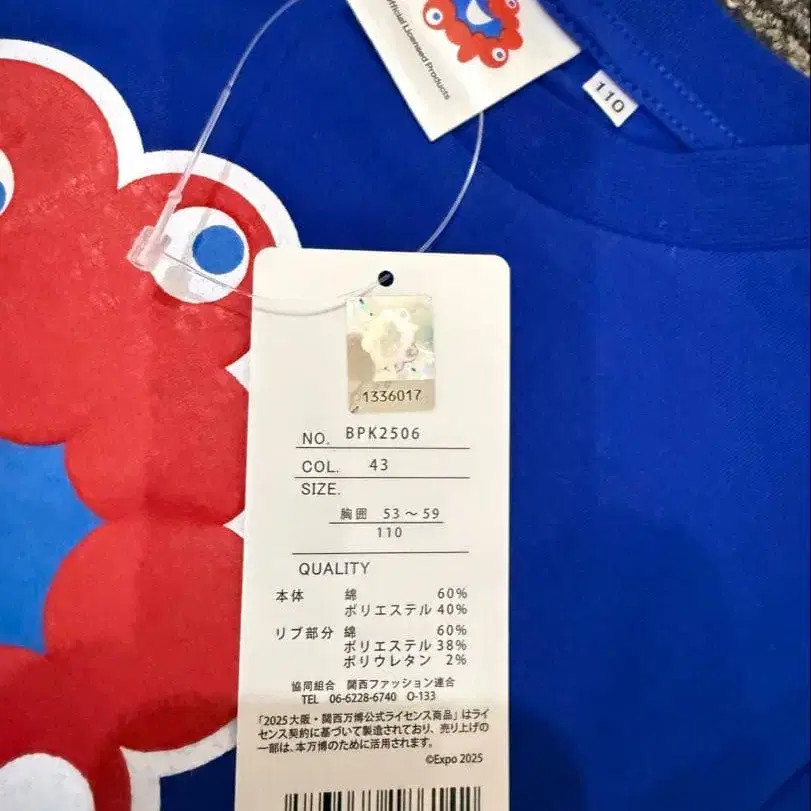 Official Licensed Products
110
1336017
NO. BPK2506
COL. 43
SIZE.
胸囲 53～59
110
QUALITY
本体 綿 60%
ポリエステル 40%
リブ部分 綿 60%
ポリエステル 38%
ポリウレタン 2%
協同組合 関西ファッション連合
TEL 06-6228-6740 O-133
「2025大阪・関西万博公式ライセンス商品」はライ
センス契約に基づいて製造されており、売り上げの
一部は、本万博のために活用されます。
©Expo 2025